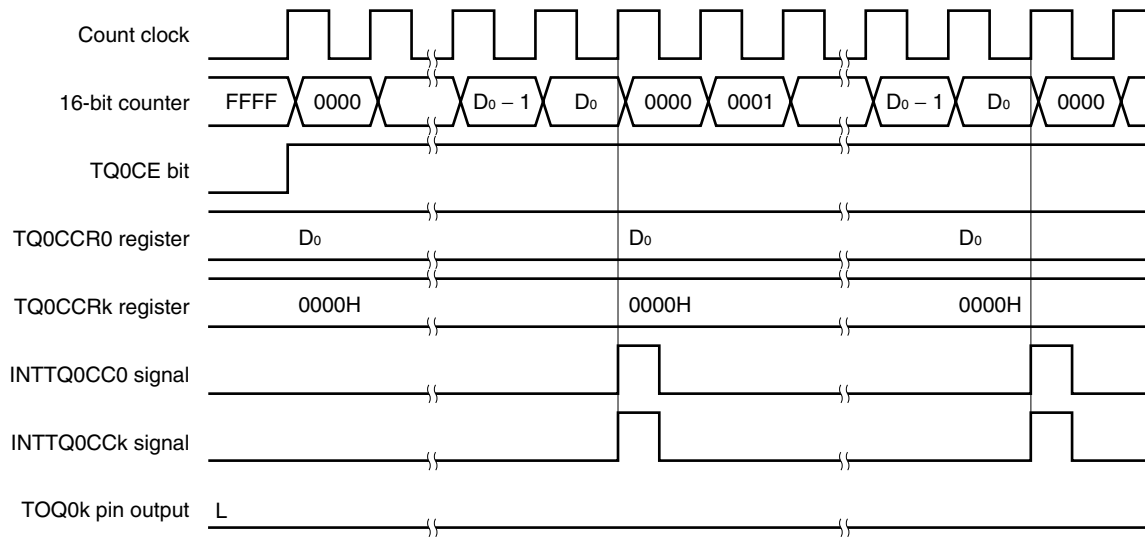 Count clock
16-bit counter FFFF 0000 D₀ – 1 D₀ 0000 0001 D₀ – 1 D₀ 0000
TQ0CE bit
TQ0CCR0 register D₀ D₀ D₀
TQ0CCRk register 0000H 0000H 0000H
INTTQ0CC0 signal
INTTQ0CCk signal
TOQ0k pin output L